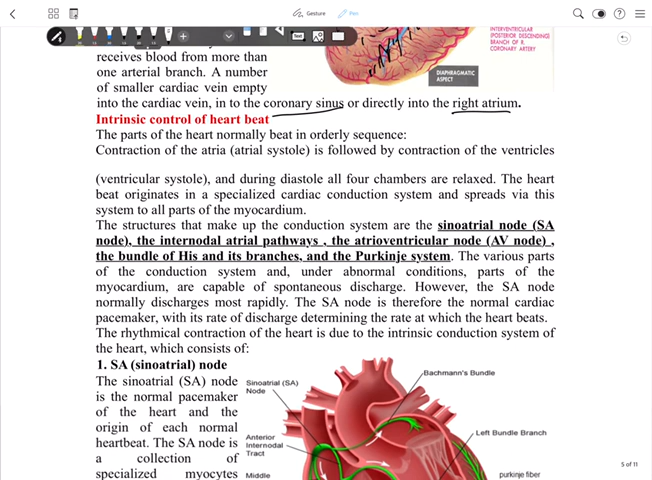 Gesture
Pen
INTERVENTRICULAR
(POSTERIOR DESCENDING)
BRANCH OF R.
CORONARY ARTERY
Text
receives blood from more than
one arterial branch. A number
of smaller cardiac vein empty
DIAPHRAGMATIC
ASPECT
into the cardiac vein, in to the coronary sinus or directly into the right atrium.
Intrinsic control of heart beat
The parts of the heart normally beat in orderly sequence:
Contraction of the atria (atrial systole) is followed by contraction of the ventricles
(ventricular systole), and during diastole all four chambers are relaxed. The heart
beat originates in a specialized cardiac conduction system and spreads via this
system to all parts of the myocardium.
The structures that make up the conduction system are the sinoatrial node (SA
node), the internodal atrial pathways , the atrioventricular node (AV node) ,
the bundle of His and its branches, and the Purkinje system. The various parts
of the conduction system and, under abnormal conditions, parts of the
myocardium, are capable of spontaneous discharge. However, the SA node
normally discharges most rapidly. The SA node is therefore the normal cardiac
pacemaker, with its rate of discharge determining the rate at which the heart beats.
The rhythmical contraction of the heart is due to the intrinsic conduction system of
the heart, which consists of:
1. SA (sinoatrial) node
The sinoatrial (SA) node
is the normal pacemaker
of the heart and the
origin of each normal
heartbeat. The SA node is
a collection of
specialized myocytes
Sinoatrial (SA)
Node
Bachmann's Bundle
Anterior
Internodal
Tract
Middle
Left Bundle Branch
purkinje fiber
5 of 11